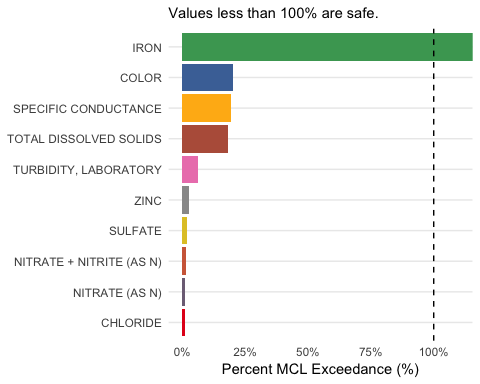 Values less than 100% are safe.
IRON
COLOR
SPECIFIC CONDUCTANCE
TOTAL DISSOLVED SOLIDS
TURBIDITY, LABORATORY
ZINC
SULFATE
NITRATE + NITRITE (AS N)
NITRATE (AS N)
CHLORIDE
0% 25% 50% 75% 100%
Percent MCL Exceedance (%)